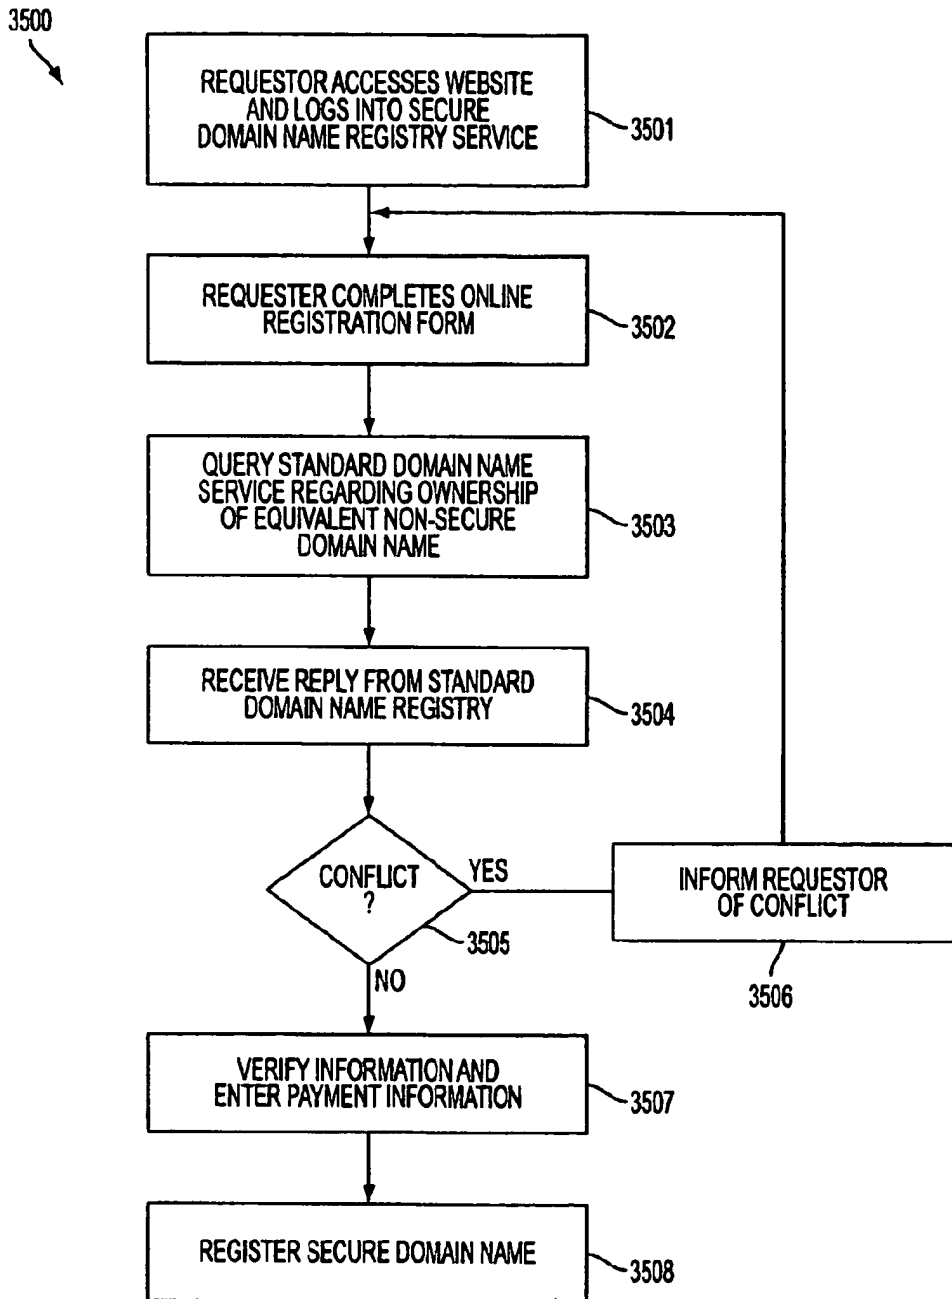 3500
REQUESTOR ACCESSES WEBSITE
AND LOGS INTO SECURE
DOMAIN NAME REGISTRY SERVICE
3501
REQUESTER COMPLETES ONLINE
REGISTRATION FORM
3502
QUERY STANDARD DOMAIN NAME
SERVICE REGARDING OWNERSHIP
OF EQUIVALENT NON-SECURE
DOMAIN NAME
3503
RECEIVE REPLY FROM STANDARD
DOMAIN NAME REGISTRY
3504
CONFLICT
?
YES
3505
NO
INFORM REQUESTOR
OF CONFLICT
3506
VERIFY INFORMATION AND
ENTER PAYMENT INFORMATION
3507
REGISTER SECURE DOMAIN NAME
3508